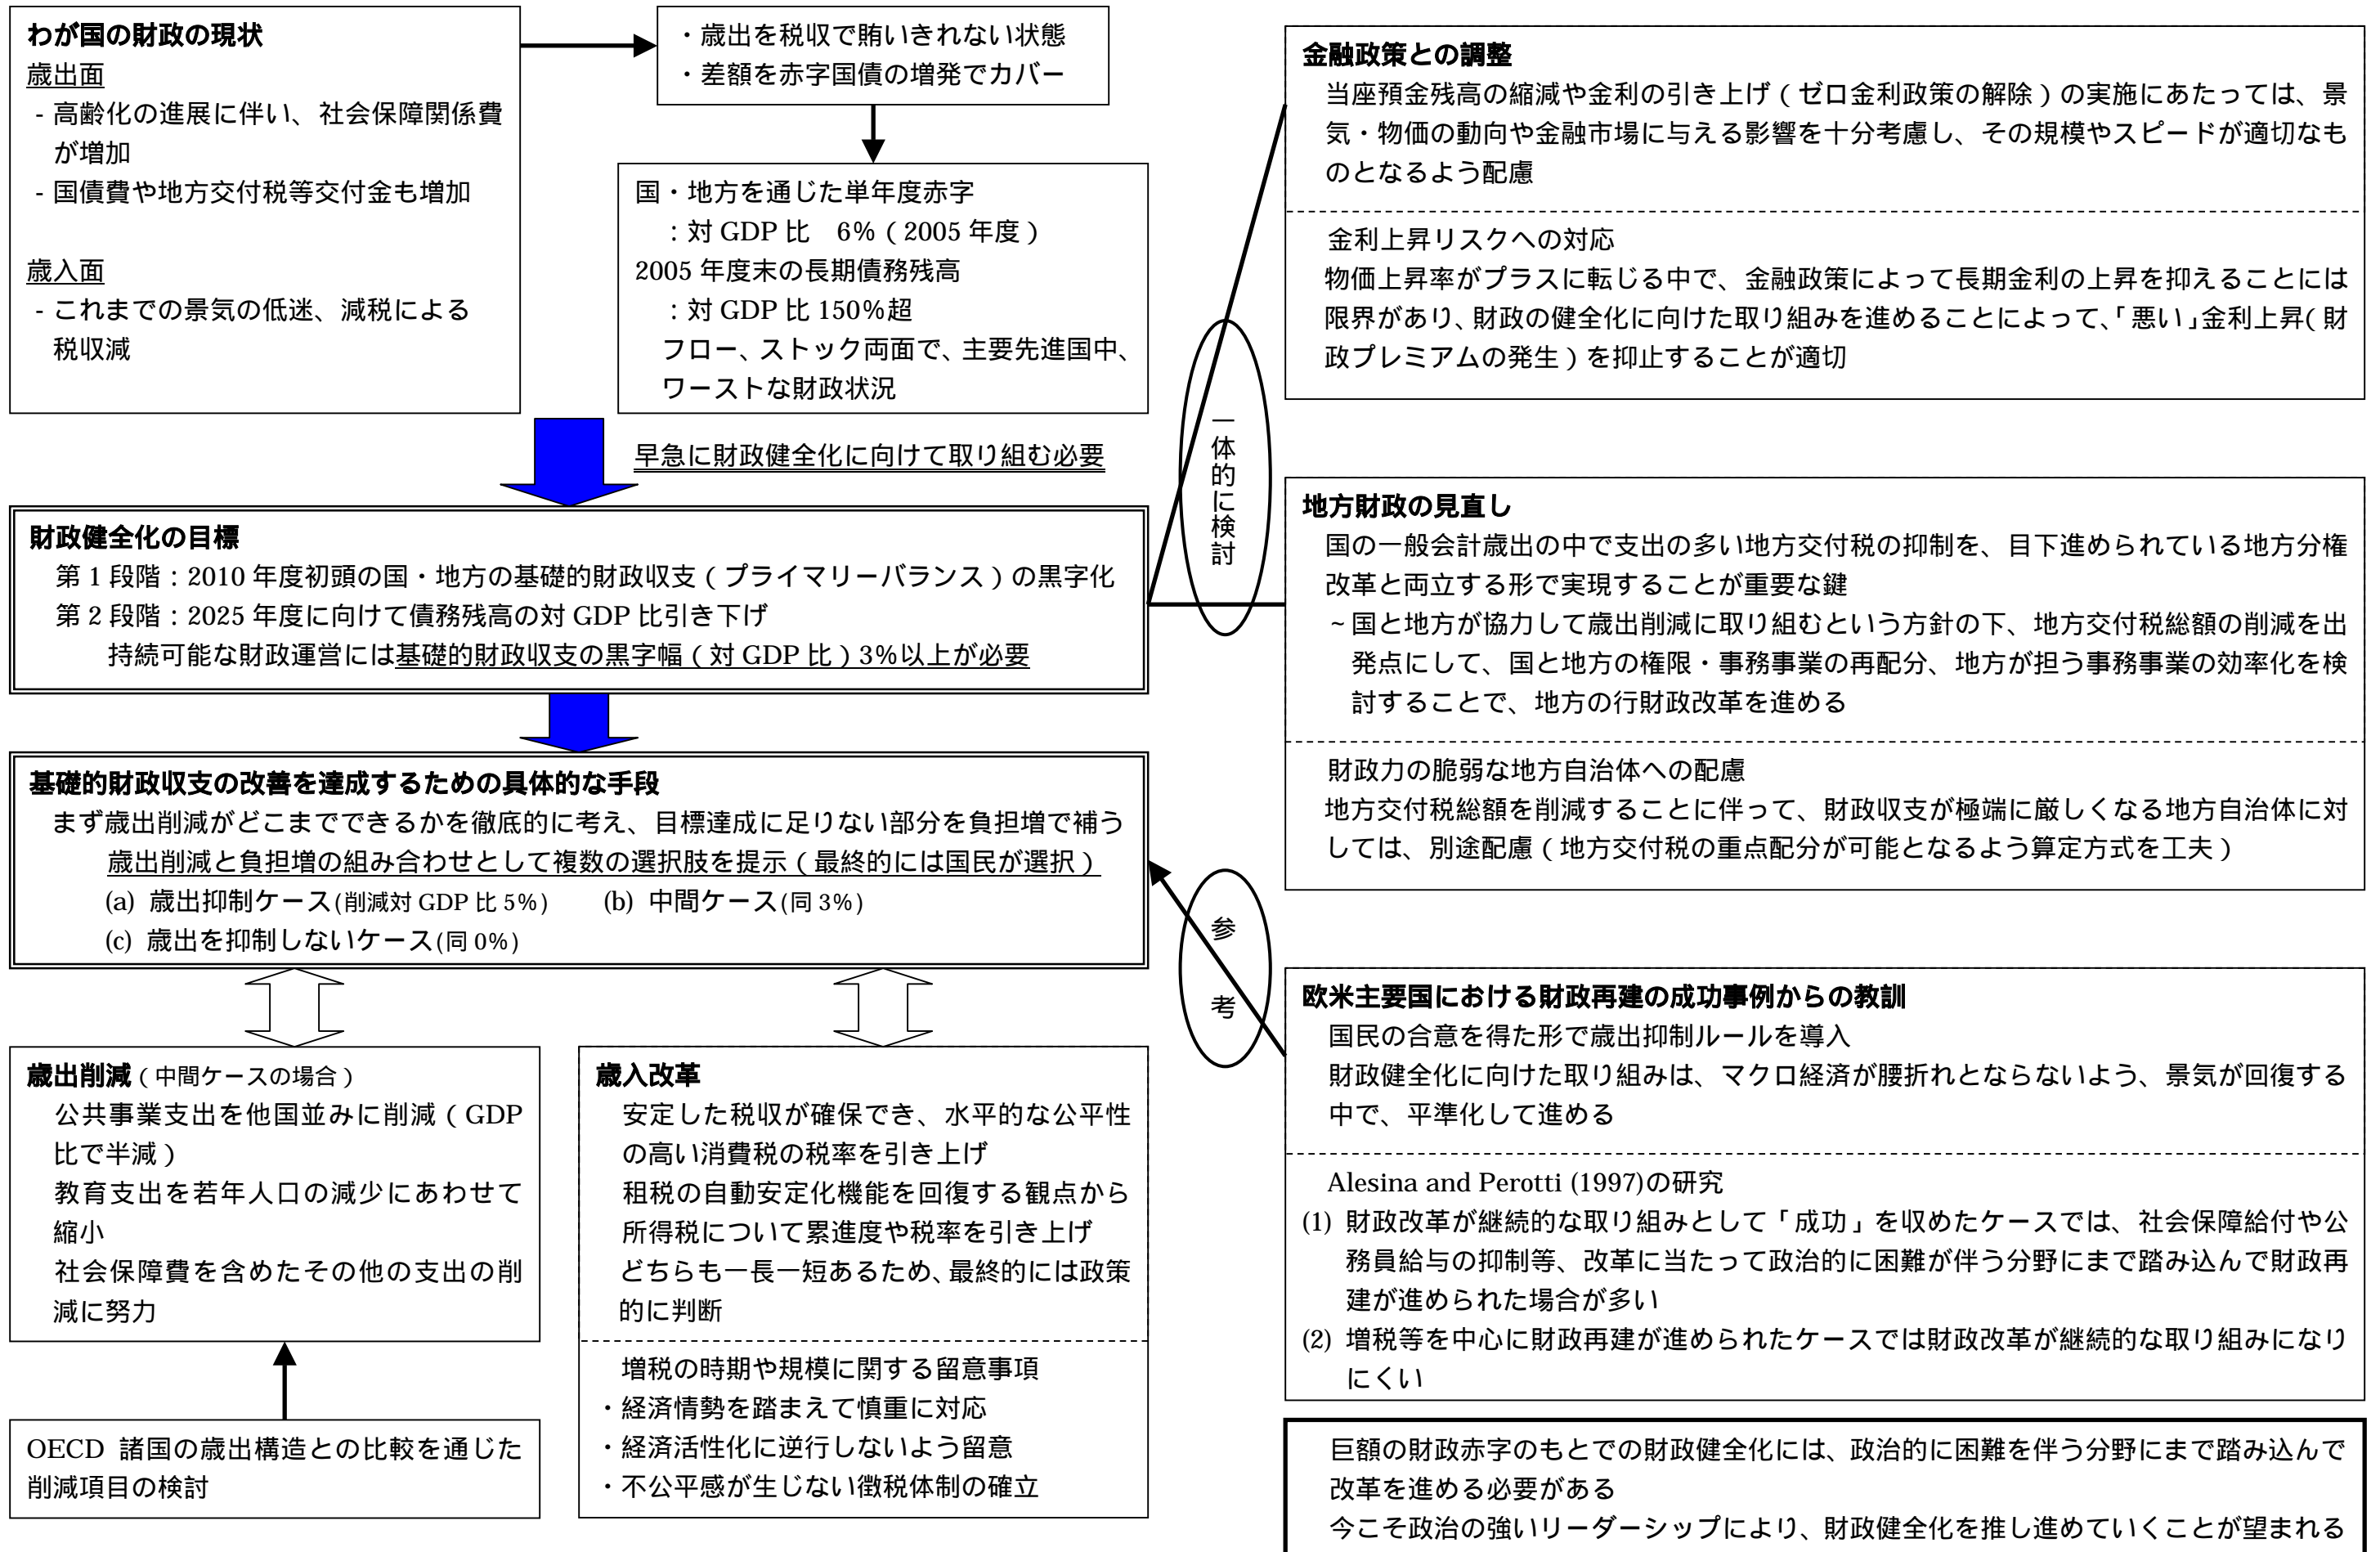 わが国の財政の現状
歳出面
- 高齢化の進展に伴い、社会保障関係費
が増加
- 国債費や地方交付税等交付金も増加
歳入面
- これまでの景気の低迷、減税による
税収減
・歳出を税収で賄いきれない状態
・差額を赤字国債の増発でカバー
国・地方を通じた単年度赤字
：対 GDP 比　6％（2005 年度）
2005 年度末の長期債務残高
：対 GDP 比 150％超
フロー、ストック両面で、主要先進国中、
ワーストな財政状況
早急に財政健全化に向けて取り組む必要
財政健全化の目標
第 1 段階：2010 年度初頭の国・地方の基礎的財政収支（プライマリーバランス）の黒字化
第 2 段階：2025 年度に向けて債務残高の対 GDP 比引き下げ
持続可能な財政運営には基礎的財政収支の黒字幅（対 GDP 比）3％以上が必要
基礎的財政収支の改善を達成するための具体的な手段
まず歳出削減がどこまでできるかを徹底的に考え、目標達成に足りない部分を負担増で補う
歳出削減と負担増の組み合わせとして複数の選択肢を提示（最終的には国民が選択）
(a) 歳出抑制ケース(削減対 GDP 比 5％)　　(b) 中間ケース(同 3％)
(c) 歳出を抑制しないケース(同 0％)
歳出削減（中間ケースの場合）
公共事業支出を他国並みに削減（GDP
比で半減）
教育支出を若年人口の減少にあわせて
縮小
社会保障費を含めたその他の支出の削
減に努力
OECD 諸国の歳出構造との比較を通じた
削減項目の検討
歳入改革
安定した税収が確保でき、水平的な公平性
の高い消費税の税率を引き上げ
租税の自動安定化機能を回復する観点から
所得税について累進度や税率を引き上げ
どちらも一長一短あるため、最終的には政策
的に判断
増税の時期や規模に関する留意事項
・経済情勢を踏まえて慎重に対応
・経済活性化に逆行しないよう留意
・不公平感が生じない徴税体制の確立
一体的に検討
参考
金融政策との調整
当座預金残高の縮減や金利の引き上げ（ゼロ金利政策の解除）の実施にあたっては、景
気・物価の動向や金融市場に与える影響を十分考慮し、その規模やスピードが適切なも
のとなるよう配慮
金利上昇リスクへの対応
物価上昇率がプラスに転じる中で、金融政策によって長期金利の上昇を抑えることには
限界があり、財政の健全化に向けた取り組みを進めることによって、「悪い」金利上昇（財
政プレミアムの発生）を抑止することが適切
地方財政の見直し
国の一般会計歳出の中で支出の多い地方交付税の抑制を、目下進められている地方分権
改革と両立する形で実現することが重要な鍵
～国と地方が協力して歳出削減に取り組むという方針の下、地方交付税総額の削減を出
発点にして、国と地方の権限・事務事業の再配分、地方が担う事務事業の効率化を検
討することで、地方の行財政改革を進める
財政力の脆弱な地方自治体への配慮
地方交付税総額を削減することに伴って、財政収支が極端に厳しくなる地方自治体に対
しては、別途配慮（地方交付税の重点配分が可能となるよう算定方式を工夫）
欧米主要国における財政再建の成功事例からの教訓
国民の合意を得た形で歳出抑制ルールを導入
財政健全化に向けた取り組みは、マクロ経済が腰折れとならないよう、景気が回復する
中で、平準化して進める
Alesina and Perotti (1997)の研究
(1) 財政改革が継続的な取り組みとして「成功」を収めたケースでは、社会保障給付や公
務員給与の抑制等、改革に当たって政治的に困難が伴う分野にまで踏み込んで財政再
建が進められた場合が多い
(2) 増税等を中心に財政再建が進められたケースでは財政改革が継続的な取り組みになり
にくい
巨額の財政赤字のもとでの財政健全化には、政治的に困難を伴う分野にまで踏み込んで
改革を進める必要がある
今こそ政治の強いリーダーシップにより、財政健全化を推し進めていくことが望まれる